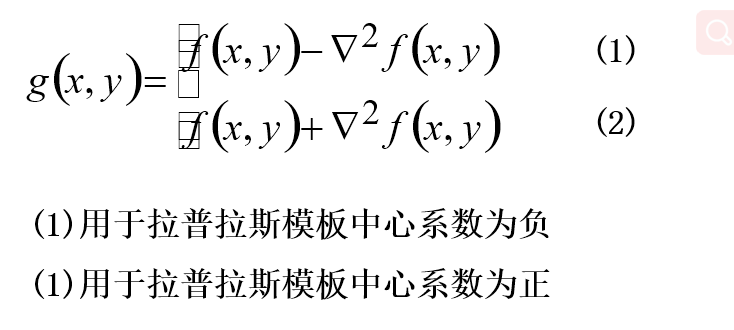 f(x, y)− ∇²f(x, y) (1)
g(x, y)=
f(x, y)+ ∇²f(x, y) (2)
(1)用于拉普拉斯模板中心系数为负
(1)用于拉普拉斯模板中心系数为正